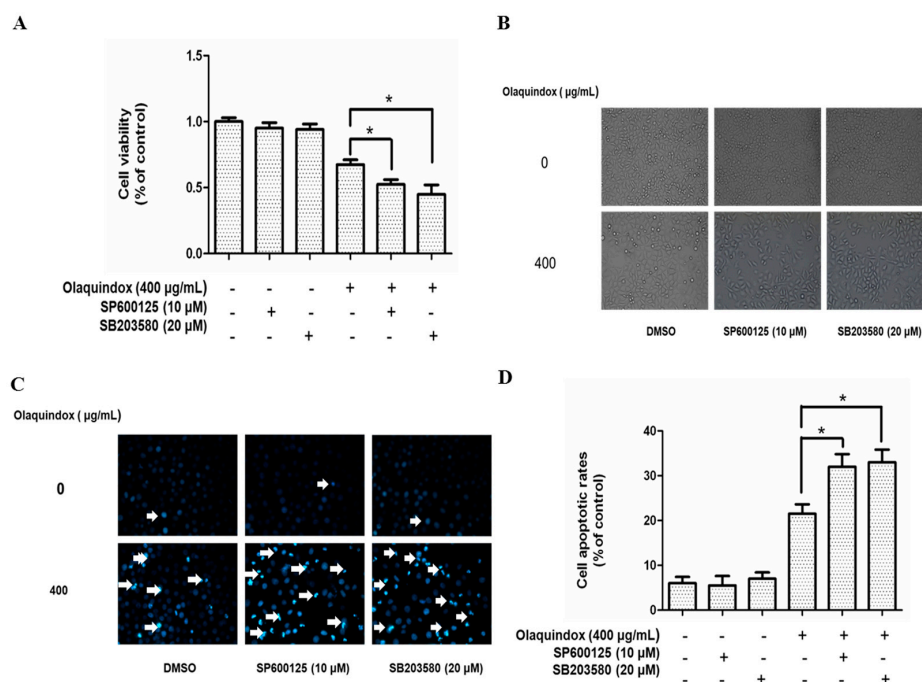 A
1.5
1.0
0.5
0.0
Cell viability
(% of control)
*
*
Olaquindox (400 µg/mL) - - - + + +
SP600125 (10 µM) - + - - + -
SB203580 (20 µM) - - + - - +
B
Olaquindox ( µg/mL)
0
400
DMSO SP600125 (10 µM) SB203580 (20 µM)
C
Olaquindox ( µg/mL)
0
400
DMSO SP600125 (10 µM) SB203580 (20 µM)
D
40
30
20
10
0
Cell apoptotic rates
(% of control)
*
*
Olaquindox (400 µg/mL) - - - + + +
SP600125 (10 µM) - + - - + -
SB203580 (20 µM) - - + - - +